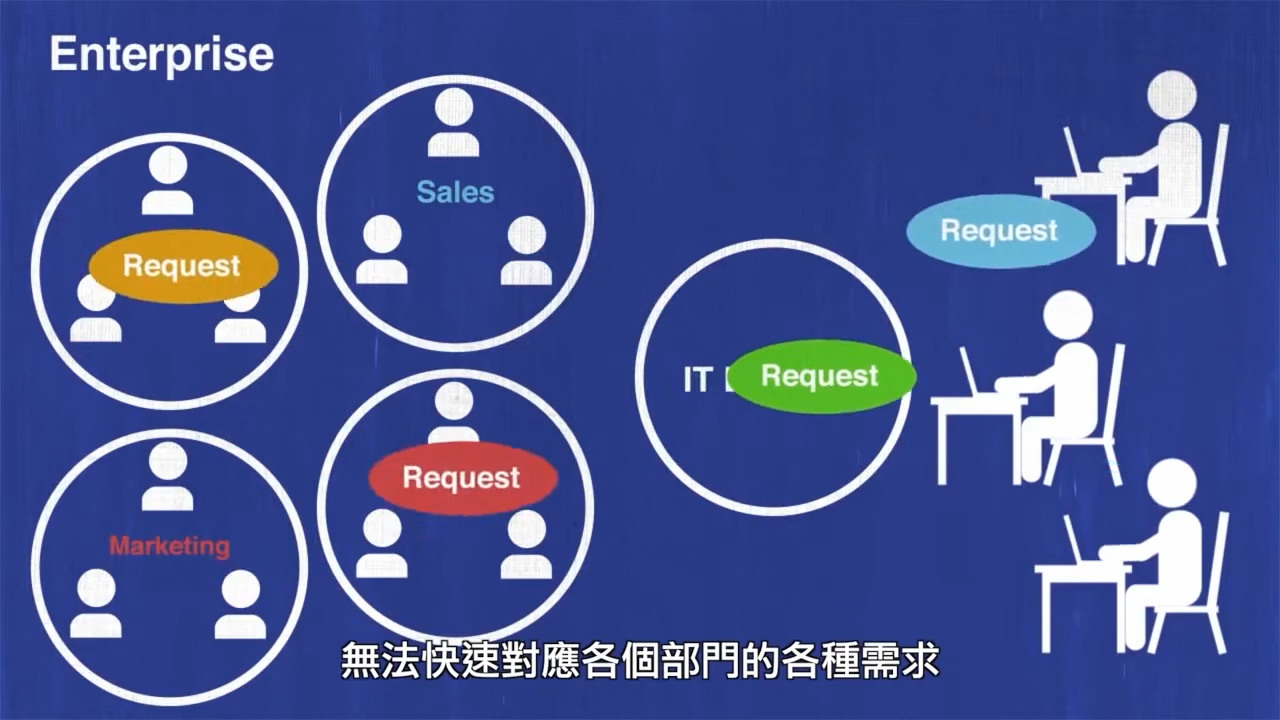 Enterprise
Sales
Request
Request
Request
IT
Request
Request
Marketing
無法快速對應各個部門的各種需求